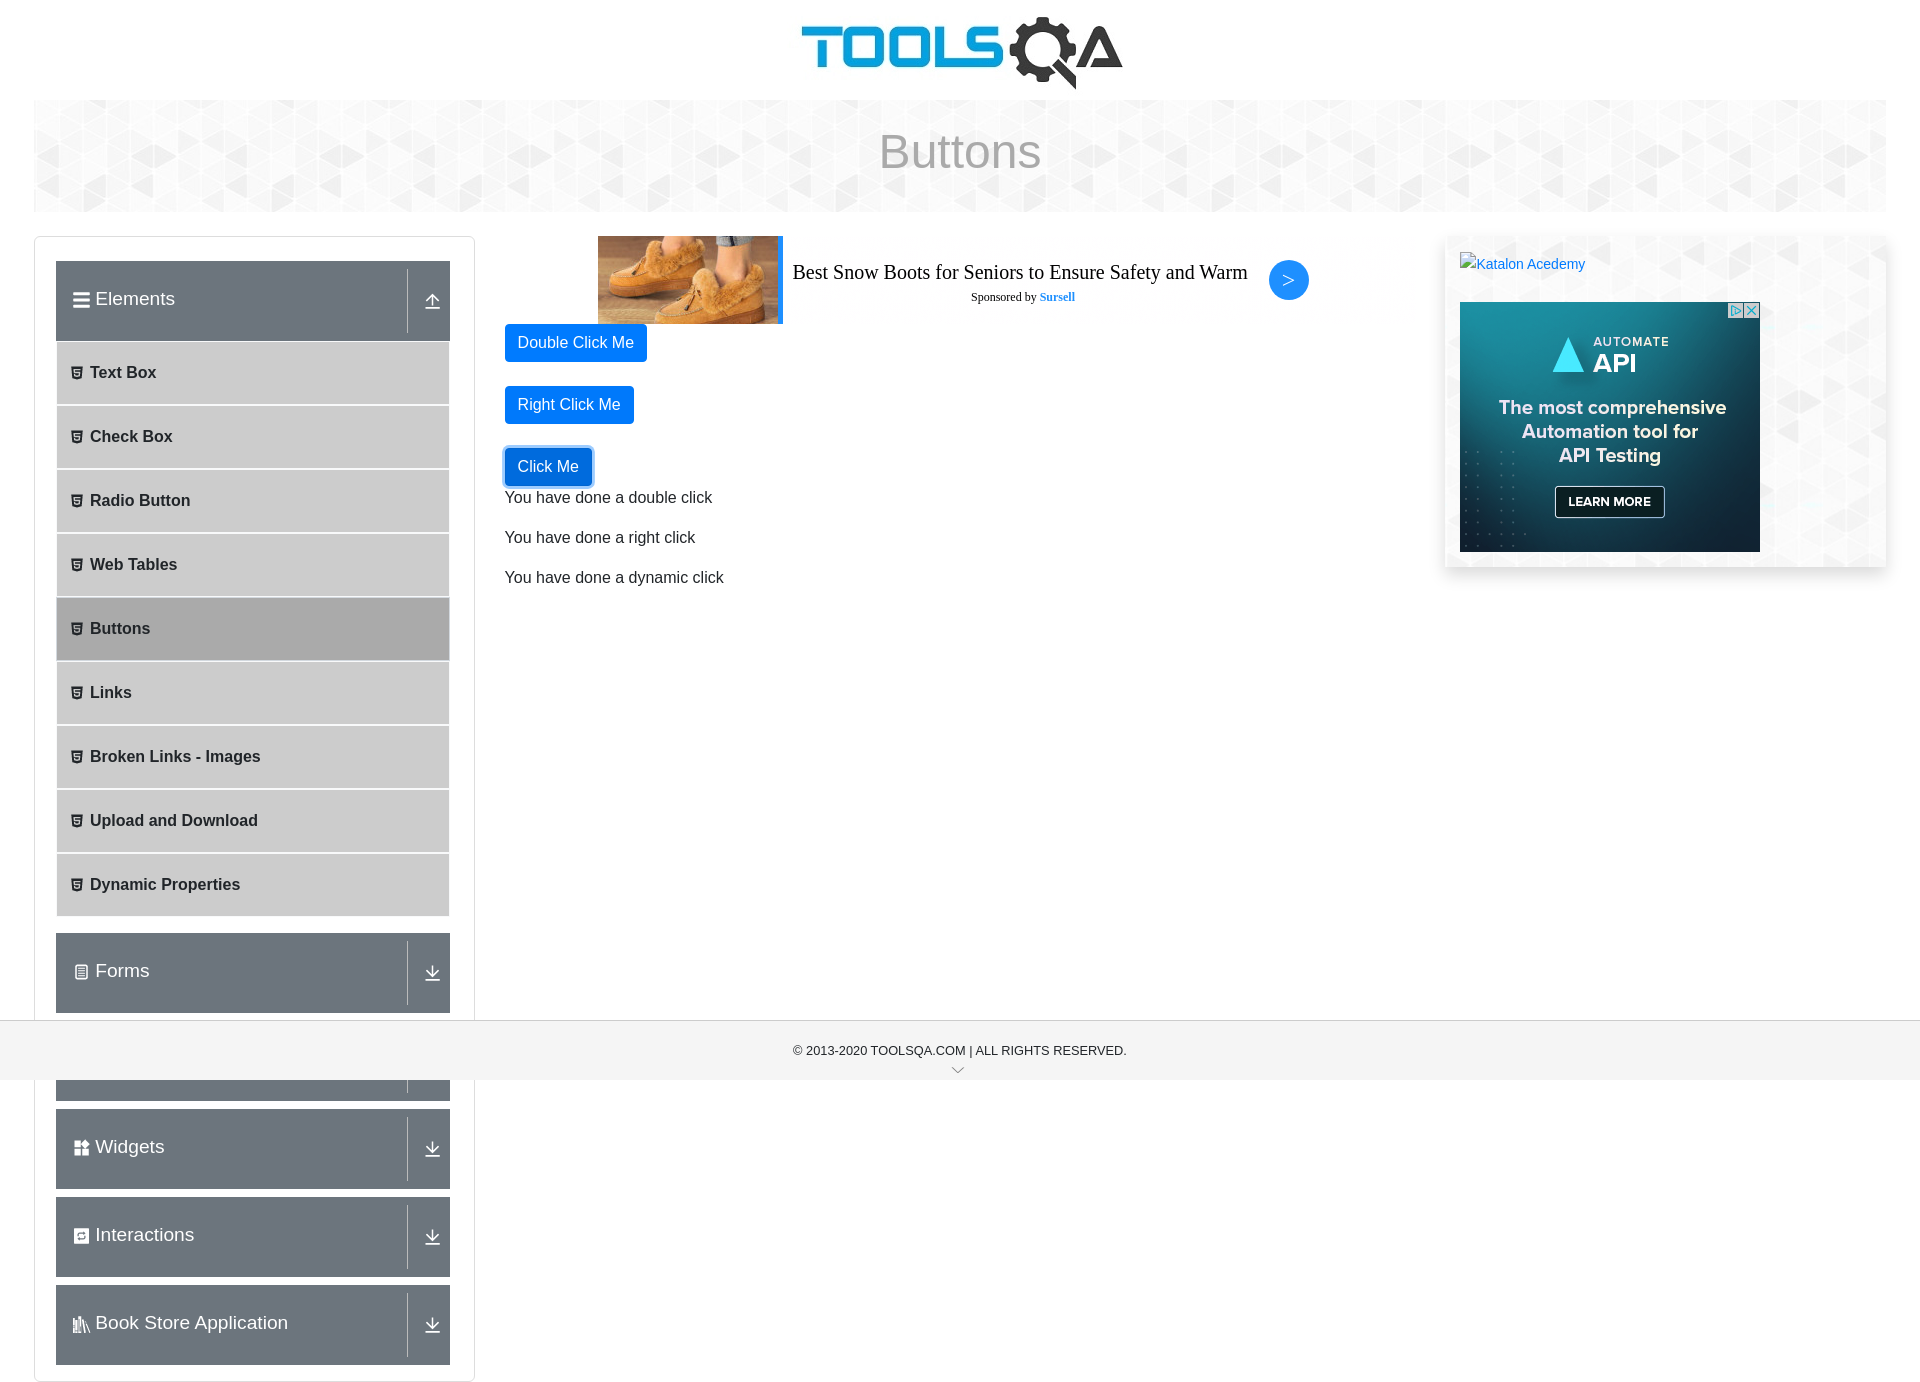 TOOLSQA
Buttons
Elements
Text Box
Check Box
Radio Button
Web Tables
Buttons
Links
Broken Links - Images
Upload and Download
Dynamic Properties
Forms
Widgets
Interactions
Book Store Application
Best Snow Boots for Seniors to Ensure Safety and Warm
Sponsored by Sursell
>
Double Click Me
Right Click Me
Click Me
You have done a double click
You have done a right click
You have done a dynamic click
Katalon Acedemy
AUTOMATE
API
The most comprehensive
Automation tool for
API Testing
LEARN MORE
© 2013-2020 TOOLSQA.COM | ALL RIGHTS RESERVED.